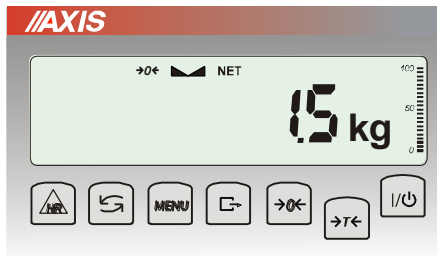 //AXIS
→0← NET
100
1.5 kg
50
0
HR MENU →0← →T← I/⏻